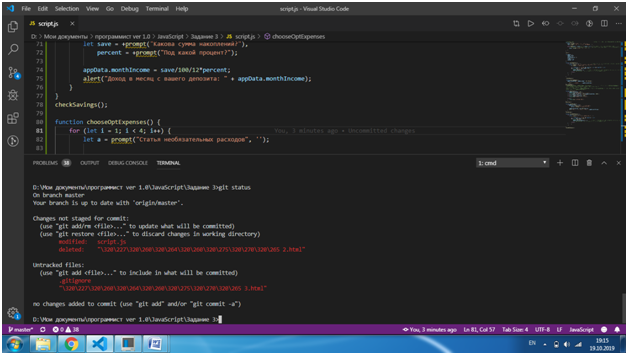 File Edit Selection View Go Debug Terminal Help
script.js - Visual Studio Code
script.js
D: > Мои документы > программист ver 1.0 > JavaScript > Задание 3 > script.js > chooseOptExpenses
71 let save = +prompt("Какова сумма накоплений?"),
72 percent = +prompt("Под какой процент?");
73
74 appData.monthIncome = save/100/12*percent;
75 alert("Доход в месяц с вашего депозита: " + appData.monthIncome);
76 }
77 }
78 checkSavings();
79
80 function chooseOptExpenses() {
81 for (let i = 1; i < 4; i++) { You, 3 minutes ago • Uncommitted changes
82 let a = prompt("Статья необязательных расходов", '');
83
PROBLEMS 38 OUTPUT DEBUG CONSOLE TERMINAL 1: cmd
D:\Мои документы\программист ver 1.0\JavaScript\Задание 3>git status
On branch master
Your branch is up to date with 'origin/master'.
Changes not staged for commit:
(use "git add/rm <file>..." to update what will be committed)
(use "git restore <file>..." to discard changes in working directory)
modified: script.js
deleted: "\320\227\320\260\320\264\320\260\320\275\320\270\320\265 2.html"
Untracked files:
(use "git add <file>..." to include in what will be committed)
.gitignore
"\320\227\320\260\320\264\320\260\320\275\320\270\320\265 3.html"
no changes added to commit (use "git add" and/or "git commit -a")
D:\Мои документы\программист ver 1.0\JavaScript\Задание 3>
master* 0 38 You, 3 minutes ago Ln 81, Col 57 Tab Size: 4 UTF-8 LF JavaScript
EN 19:15
19.10.2019